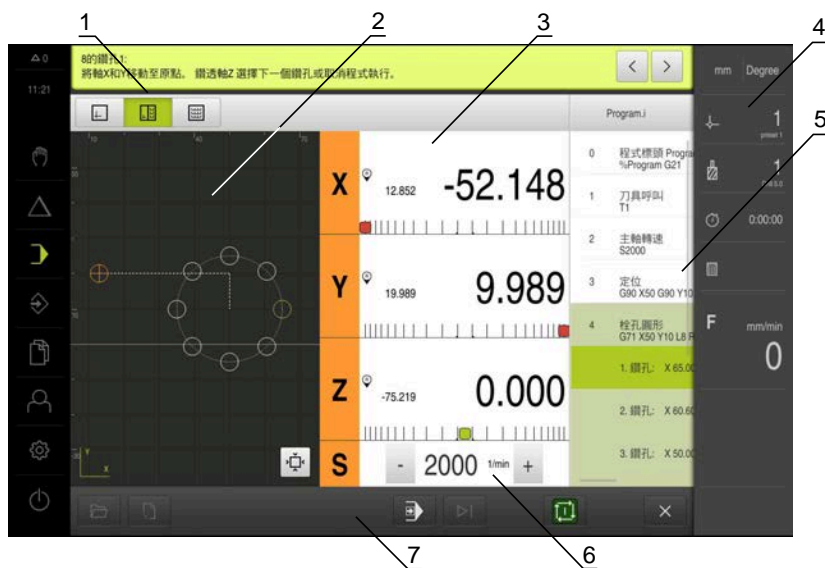 1
2
3
4
5
6
7
0
11:21
8的鑽孔1:
將軸X和Y移動至原點。 鑽透軸Z 選擇下一個鑽孔或取消程式執行。
mm Degree
Program.i
10
40
70
Y
X
X
12.852
-52.148
Y
19.989
9.989
Z
-75.219
0.000
S
- 2000 1/min +
0 程式標頭 Progra
%Program G21
1 刀具呼叫
T1
2 主軸轉速
S2000
3 定位
G90 X50 G90 Y10
4 栓孔圓形
G71 X50 Y10 L8 R
1. 鑽孔: X 65.00
2. 鑽孔: X 60.60
3. 鑽孔: X 50.00
1
preset 1
1
0:00:00
F mm/min
0